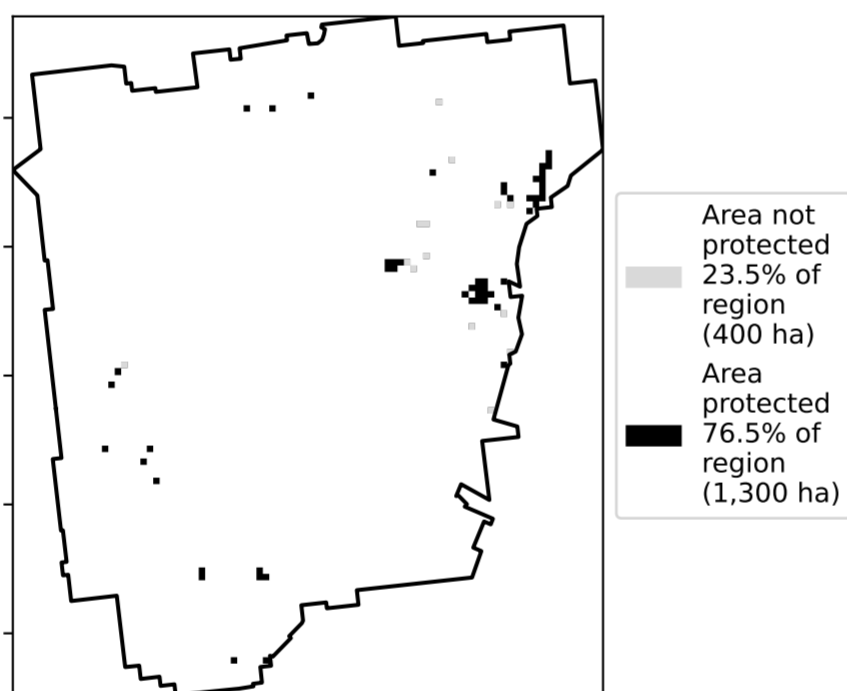 Area not
protected
23.5% of
region
(400 ha)
Area
protected
76.5% of
region
(1,300 ha)